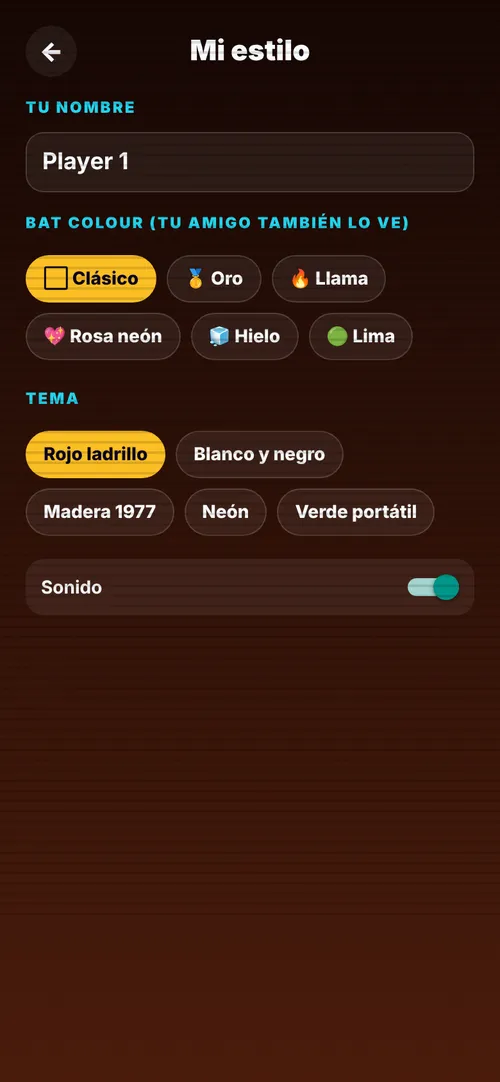 Mi estilo
TU NOMBRE
Player 1
BAT COLOUR (TU AMIGO TAMBIÉN LO VE)
Clásico
🥇 Oro
🔥 Llama
💖 Rosa neón
🧊 Hielo
🟢 Lima
TEMA
Rojo ladrillo
Blanco y negro
Madera 1977
Neón
Verde portátil
Sonido